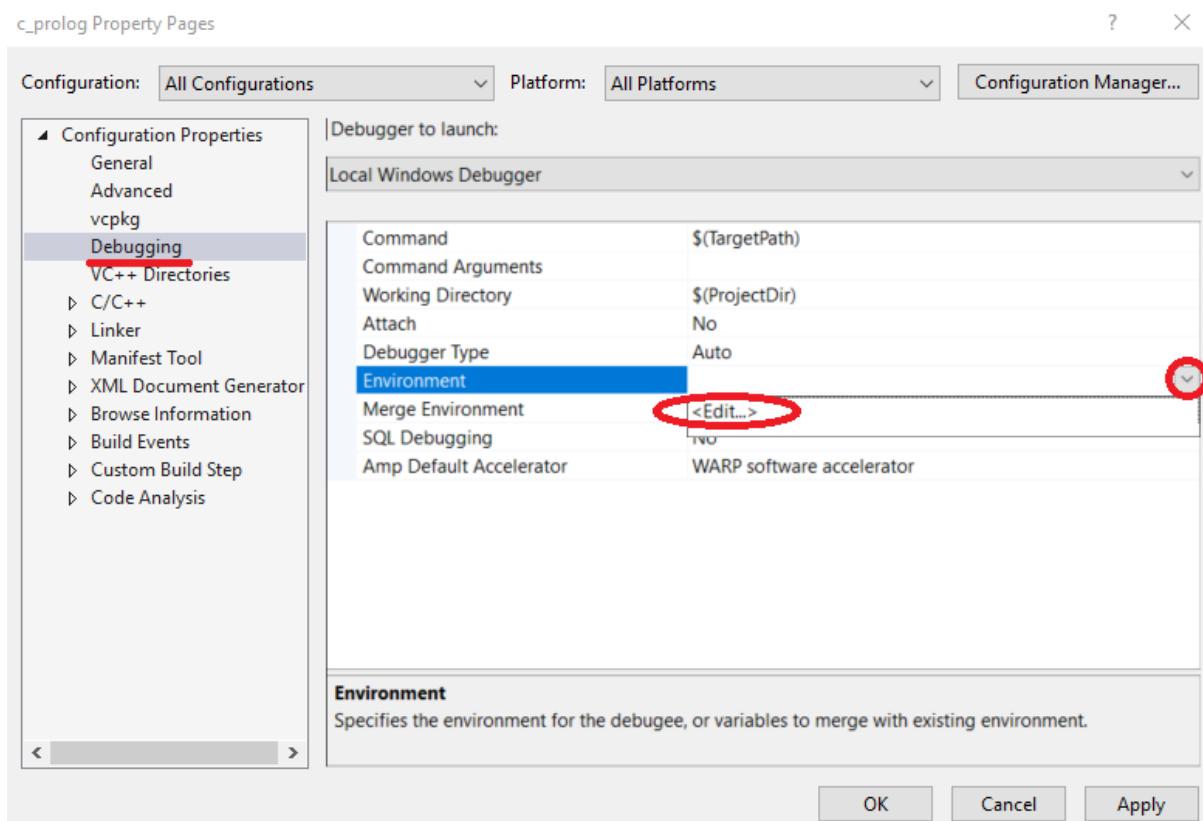 c_prolog Property Pages
Configuration: All Configurations Platform: All Platforms Configuration Manager...
Configuration Properties
General
Advanced
vcpkg
Debugging
VC++ Directories
C/C++
Linker
Manifest Tool
XML Document Generator
Browse Information
Build Events
Custom Build Step
Code Analysis
Debugger to launch:
Local Windows Debugger
Command $(TargetPath)
Command Arguments
Working Directory $(ProjectDir)
Attach No
Debugger Type Auto
Environment
Merge Environment <Edit...>
SQL Debugging No
Amp Default Accelerator WARP software accelerator
Environment
Specifies the environment for the debugee, or variables to merge with existing environment.
OK Cancel Apply